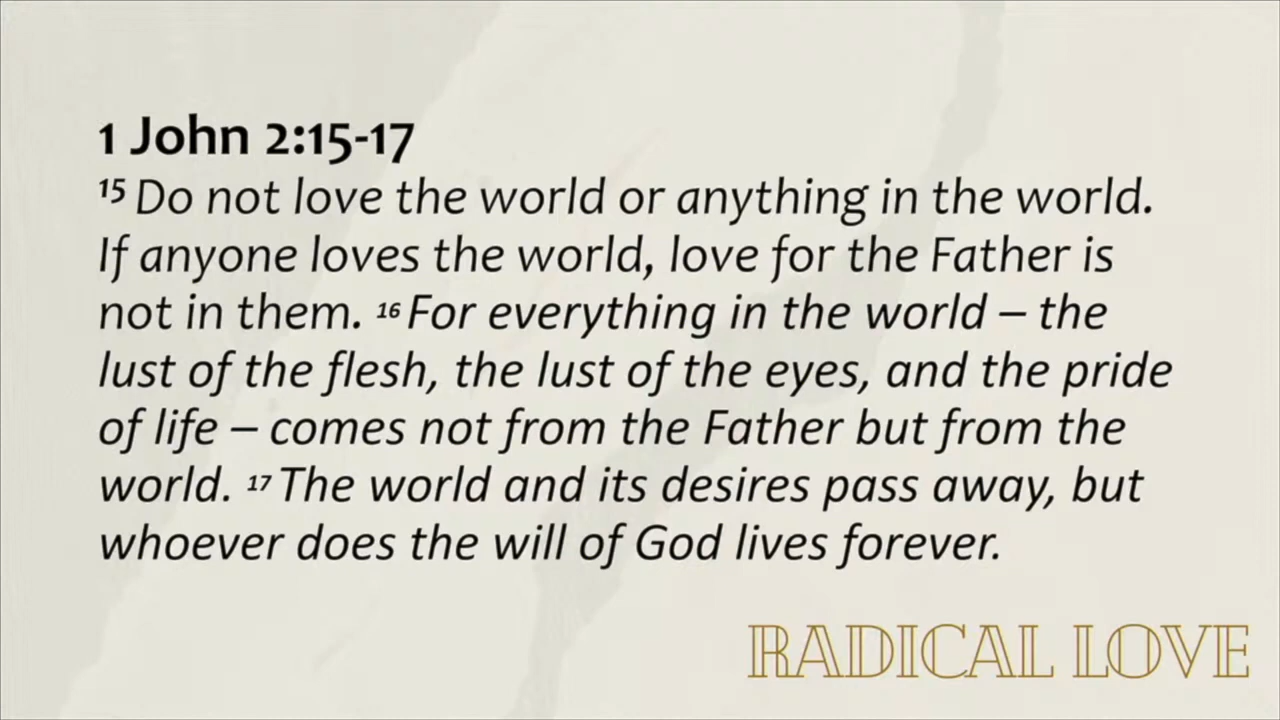 1 John 2:15-17
15 Do not love the world or anything in the world.
If anyone loves the world, love for the Father is
not in them. 16 For everything in the world – the
lust of the flesh, the lust of the eyes, and the pride
of life – comes not from the Father but from the
world. 17 The world and its desires pass away, but
whoever does the will of God lives forever.
RADICAL LOVE